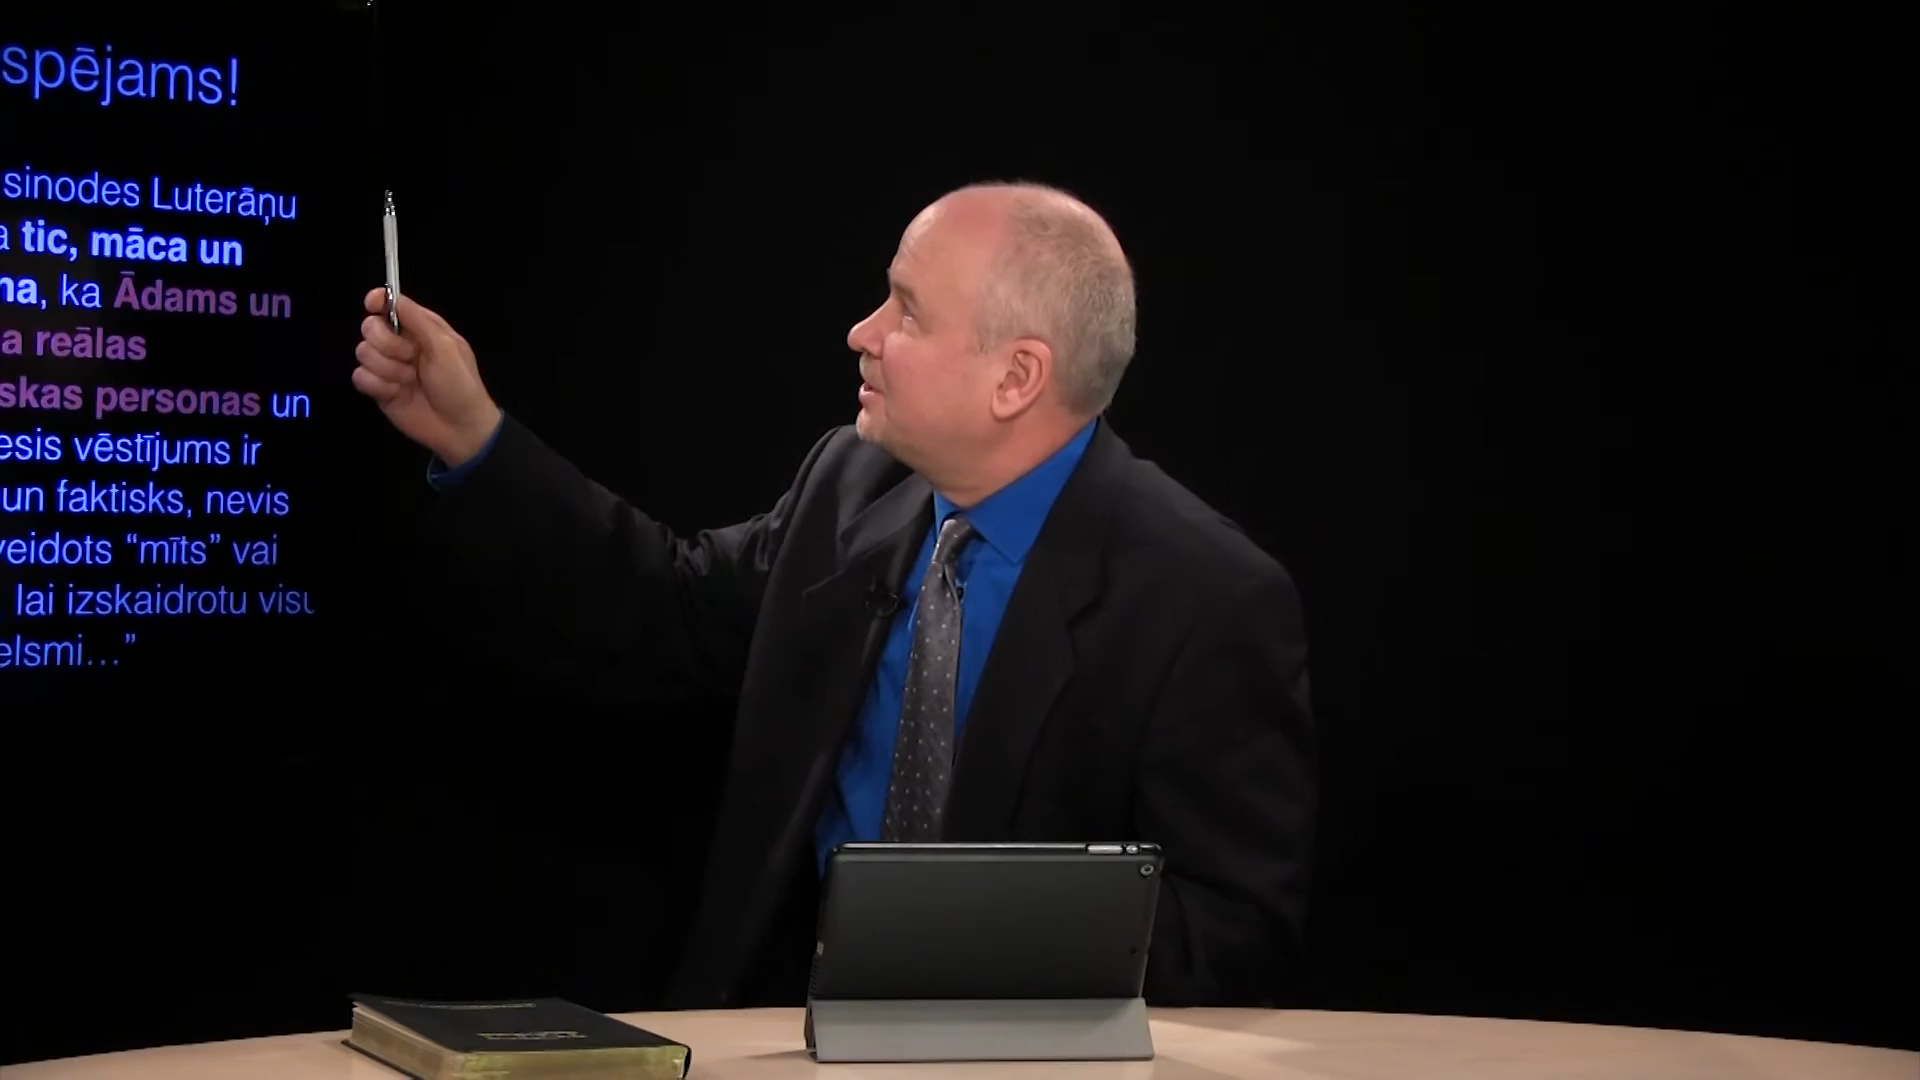 spējams!
sinodes Luterāņu
a tic, māca un
na, ka Ādams un
a reālas
skas personas un
esis vēstījums ir
un faktisks, nevis
veidots “mīts” vai
lai izskaidrotu visu
elsmi…”